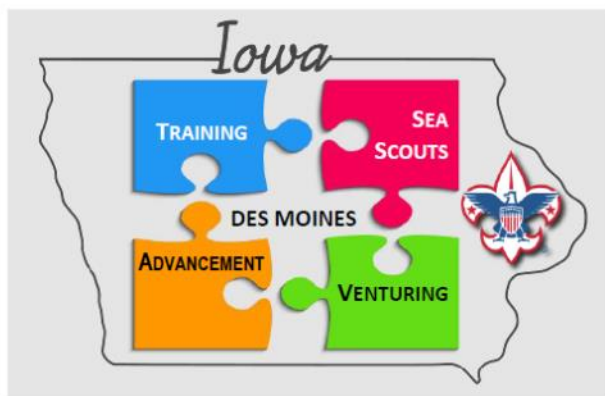 Iowa
TRAINING
SEA
SCOUTS
DES MOINES
ADVANCEMENT
VENTURING